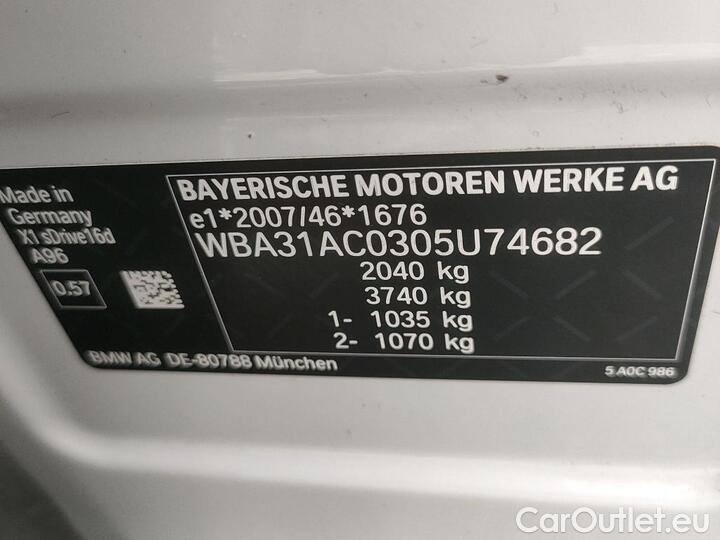 Made in
Germany
X1 sDrive16d
A96
0.57
BAYERISCHE MOTOREN WERKE AG
e1*2007/46*1676
WBA31AC0305U74682
2040 kg
3740 kg
1- 1035 kg
2- 1070 kg
BMW AG DE-80788 München
5 A0C 986
CarOutlet.eu